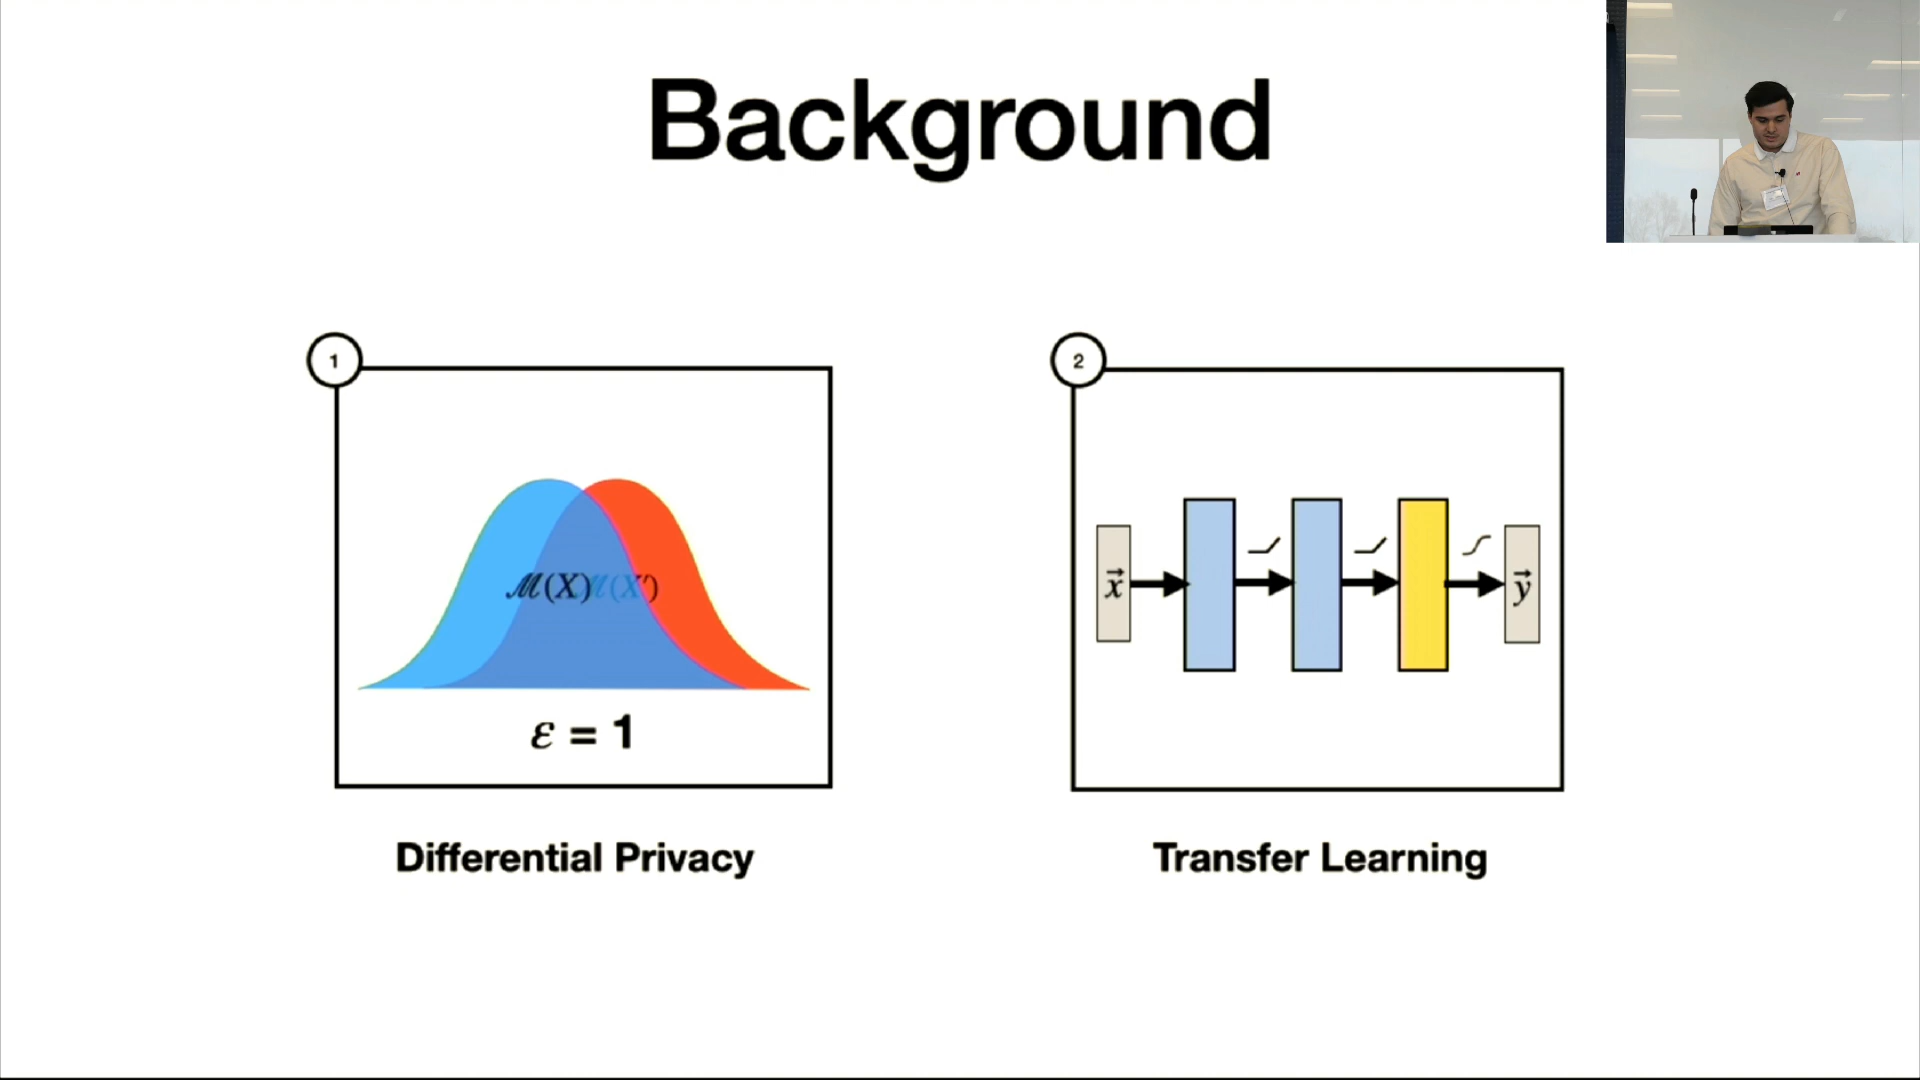 Background
1
ℳ(X)ℳ(X′)
ε = 1
Differential Privacy
2
x⃗
y⃗
Transfer Learning